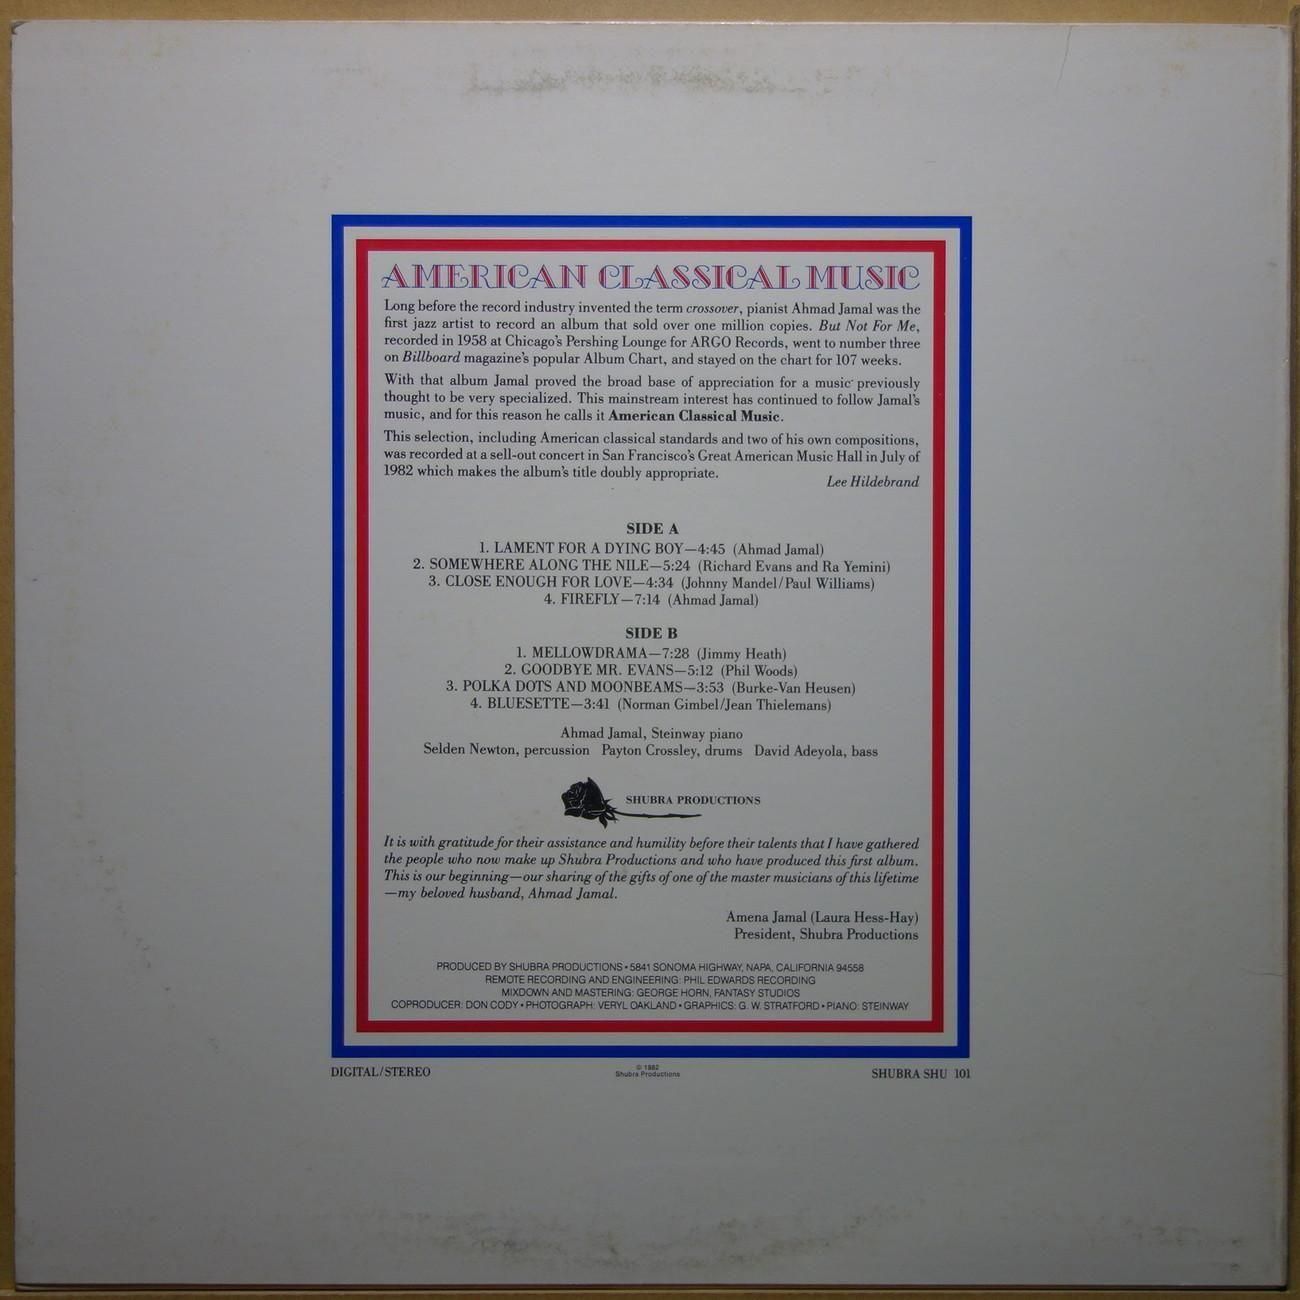 AMERICAN CLASSICAL MUSIC
Long before the record industry invented the term crossover, pianist Ahmad Jamal was the
first jazz artist to record an album that sold over one million copies. But Not For Me,
recorded in 1958 at Chicago's Pershing Lounge for ARGO Records, went to number three
on Billboard magazine's popular Album Chart, and stayed on the chart for 107 weeks.
With that album Jamal proved the broad base of appreciation for a music previously
thought to be very specialized. This mainstream interest has continued to follow Jamal's
music, and for this reason he calls it American Classical Music.
This selection, including American classical standards and two of his own compositions,
was recorded at a sell-out concert in San Francisco's Great American Music Hall in July of
1982 which makes the album's title doubly appropriate.
Lee Hildebrand
SIDE A
1. LAMENT FOR A DYING BOY—4:45 (Ahmad Jamal)
2. SOMEWHERE ALONG THE NILE—5:24 (Richard Evans and Ra Yemini)
3. CLOSE ENOUGH FOR LOVE—4:34 (Johnny Mandel/Paul Williams)
4. FIREFLY—7:14 (Ahmad Jamal)
SIDE B
1. MELLOWDRAMA—7:28 (Jimmy Heath)
2. GOODBYE MR. EVANS—5:12 (Phil Woods)
3. POLKA DOTS AND MOONBEAMS—3:53 (Burke-Van Heusen)
4. BLUESETTE—3:41 (Norman Gimbel/Jean Thielemans)
Ahmad Jamal, Steinway piano
Selden Newton, percussion Payton Crossley, drums David Adeyola, bass
SHUBRA PRODUCTIONS
It is with gratitude for their assistance and humility before their talents that I have gathered
the people who now make up Shubra Productions and who have produced this first album.
This is our beginning—our sharing of the gifts of one of the master musicians of this lifetime
—my beloved husband, Ahmad Jamal.
Amena Jamal (Laura Hess-Hay)
President, Shubra Productions
PRODUCED BY SHUBRA PRODUCTIONS • 5841 SONOMA HIGHWAY, NAPA, CALIFORNIA 94558
REMOTE RECORDING AND ENGINEERING: PHIL EDWARDS RECORDING
MIXDOWN AND MASTERING: GEORGE HORN, FANTASY STUDIOS
COPRODUCER: DON CODY • PHOTOGRAPH: VERYL OAKLAND • GRAPHICS: G. W. STRATFORD • PIANO: STEINWAY
DIGITAL/STEREO
© 1982
Shubra Productions
SHUBRA SHU 101